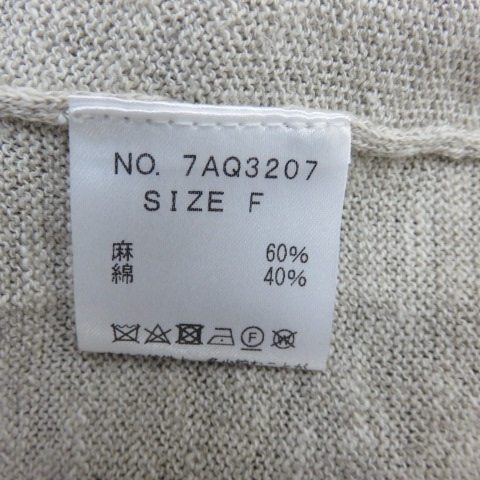 NO. 7AQ3207
SIZE F
麻 60%
綿 40%
F W